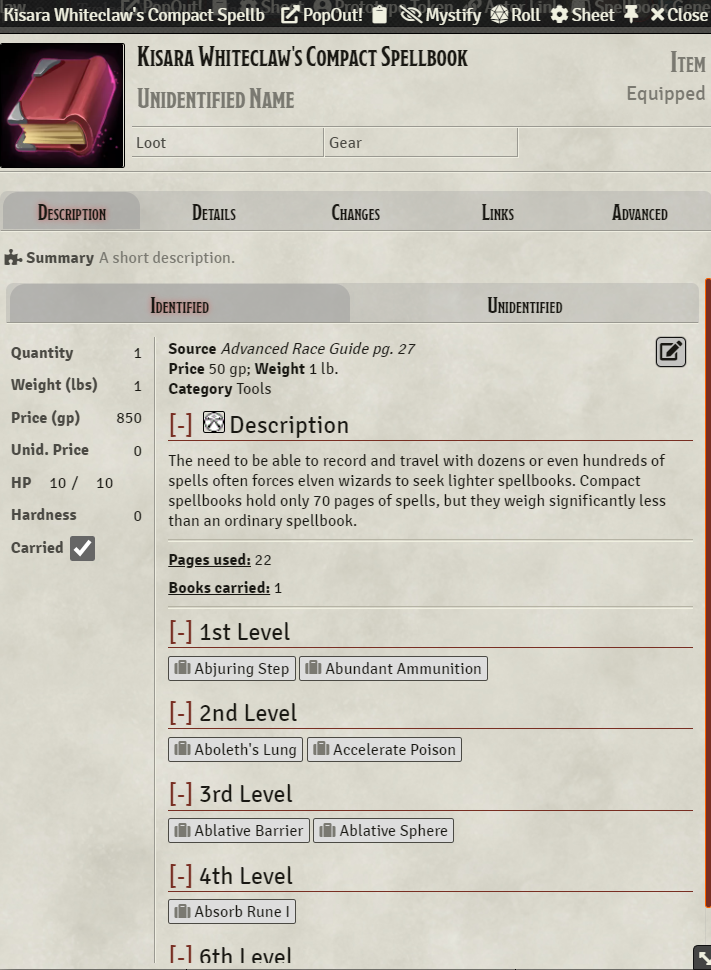 Kisara Whiteclaw's Compact Spellb PopOut! Mystify Roll Sheet Close
Kisara Whiteclaw's Compact Spellbook
Item
Unidentified Name
Equipped
Loot Gear
Description Details Changes Links Advanced
Summary A short description.
Identified Unidentified
Quantity 1
Weight (lbs) 1
Price (gp) 850
Unid. Price 0
HP 10 / 10
Hardness 0
Carried
Source Advanced Race Guide pg. 27
Price 50 gp; Weight 1 lb.
Category Tools
[-] Description
The need to be able to record and travel with dozens or even hundreds of
spells often forces elven wizards to seek lighter spellbooks. Compact
spellbooks hold only 70 pages of spells, but they weigh significantly less
than an ordinary spellbook.
Pages used: 22
Books carried: 1
[-] 1st Level
Abjuring Step Abundant Ammunition
[-] 2nd Level
Aboleth's Lung Accelerate Poison
[-] 3rd Level
Ablative Barrier Ablative Sphere
[-] 4th Level
Absorb Rune I
[-] 6th Level